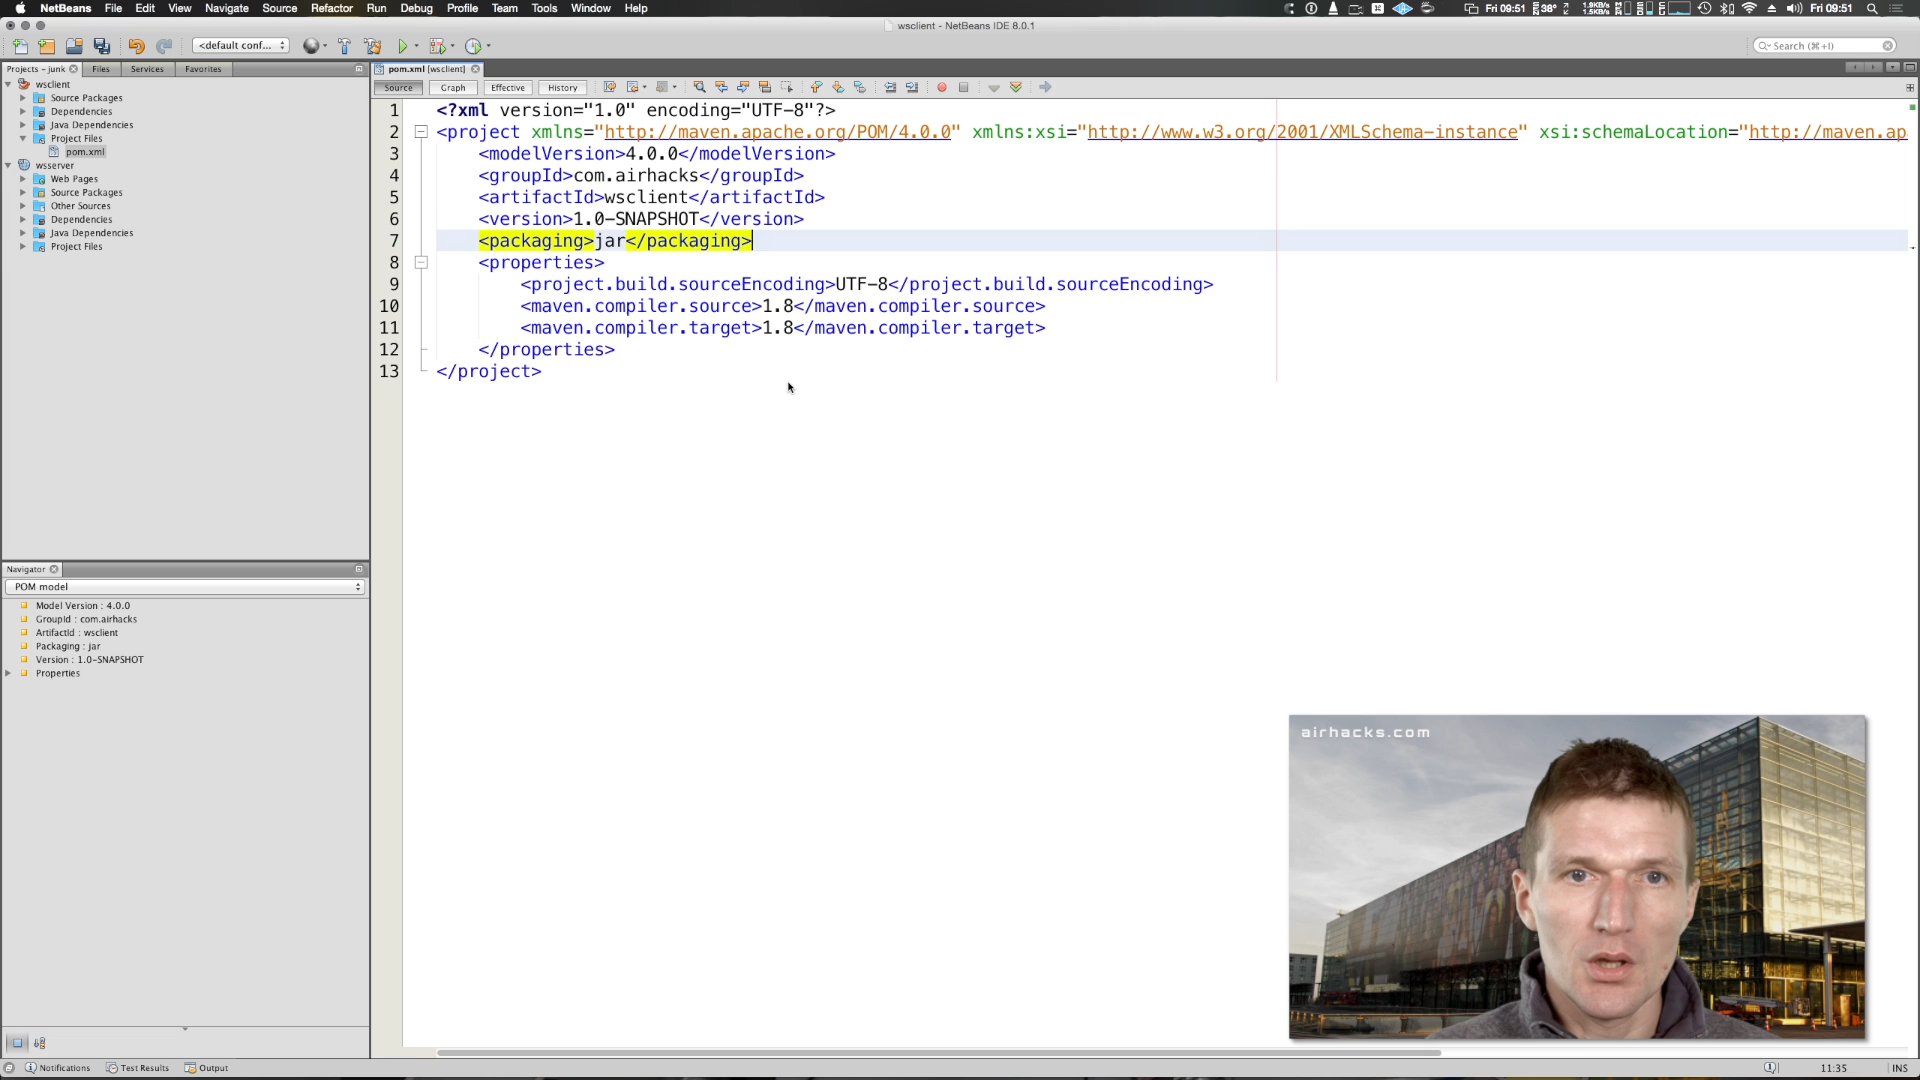 NetBeans File Edit View Navigate Source Refactor Run Debug Profile Team Tools Window Help
Fri 09:51 38° 1.9KB/s 1.5KB/s Fri 09:51
wsclient - NetBeans IDE 8.0.1
<default conf...
Search (⌘+I)
Projects - junk Files Services Favorites
pom.xml [wsclient]
Source Graph Effective History
wsclient
Source Packages
Dependencies
Java Dependencies
Project Files
pom.xml
wsserver
Web Pages
Source Packages
Other Sources
Dependencies
Java Dependencies
Project Files
1 <?xml version="1.0" encoding="UTF-8"?>
2 <project xmlns="http://maven.apache.org/POM/4.0.0" xmlns:xsi="http://www.w3.org/2001/XMLSchema-instance" xsi:schemaLocation="http://maven.ap
3 <modelVersion>4.0.0</modelVersion>
4 <groupId>com.airhacks</groupId>
5 <artifactId>wsclient</artifactId>
6 <version>1.0-SNAPSHOT</version>
7 <packaging>jar</packaging>
8 <properties>
9 <project.build.sourceEncoding>UTF-8</project.build.sourceEncoding>
10 <maven.compiler.source>1.8</maven.compiler.source>
11 <maven.compiler.target>1.8</maven.compiler.target>
12 </properties>
13 </project>
Navigator
POM model
Model Version : 4.0.0
GroupId : com.airhacks
ArtifactId : wsclient
Packaging : jar
Version : 1.0-SNAPSHOT
Properties
airhacks.com
Notifications Test Results Output
11:35 INS